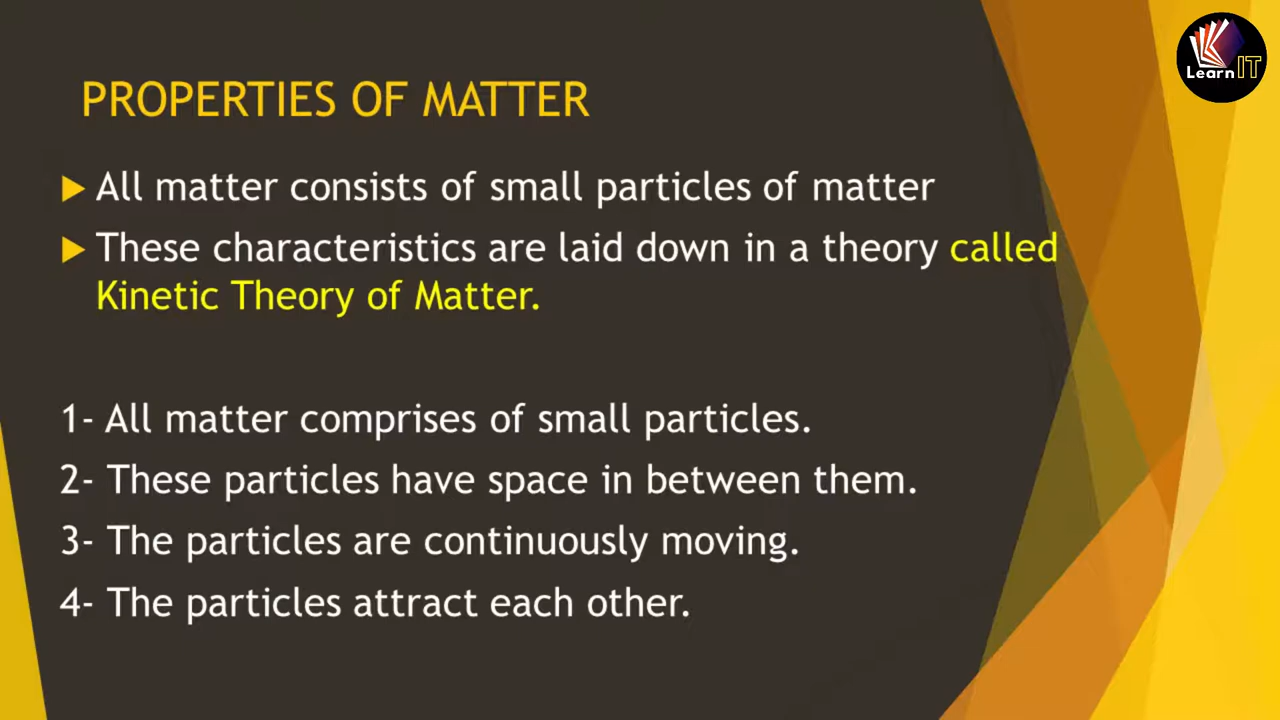 Learn IT
PROPERTIES OF MATTER
All matter consists of small particles of matter
These characteristics are laid down in a theory called
Kinetic Theory of Matter.
1- All matter comprises of small particles.
2- These particles have space in between them.
3- The particles are continuously moving.
4- The particles attract each other.